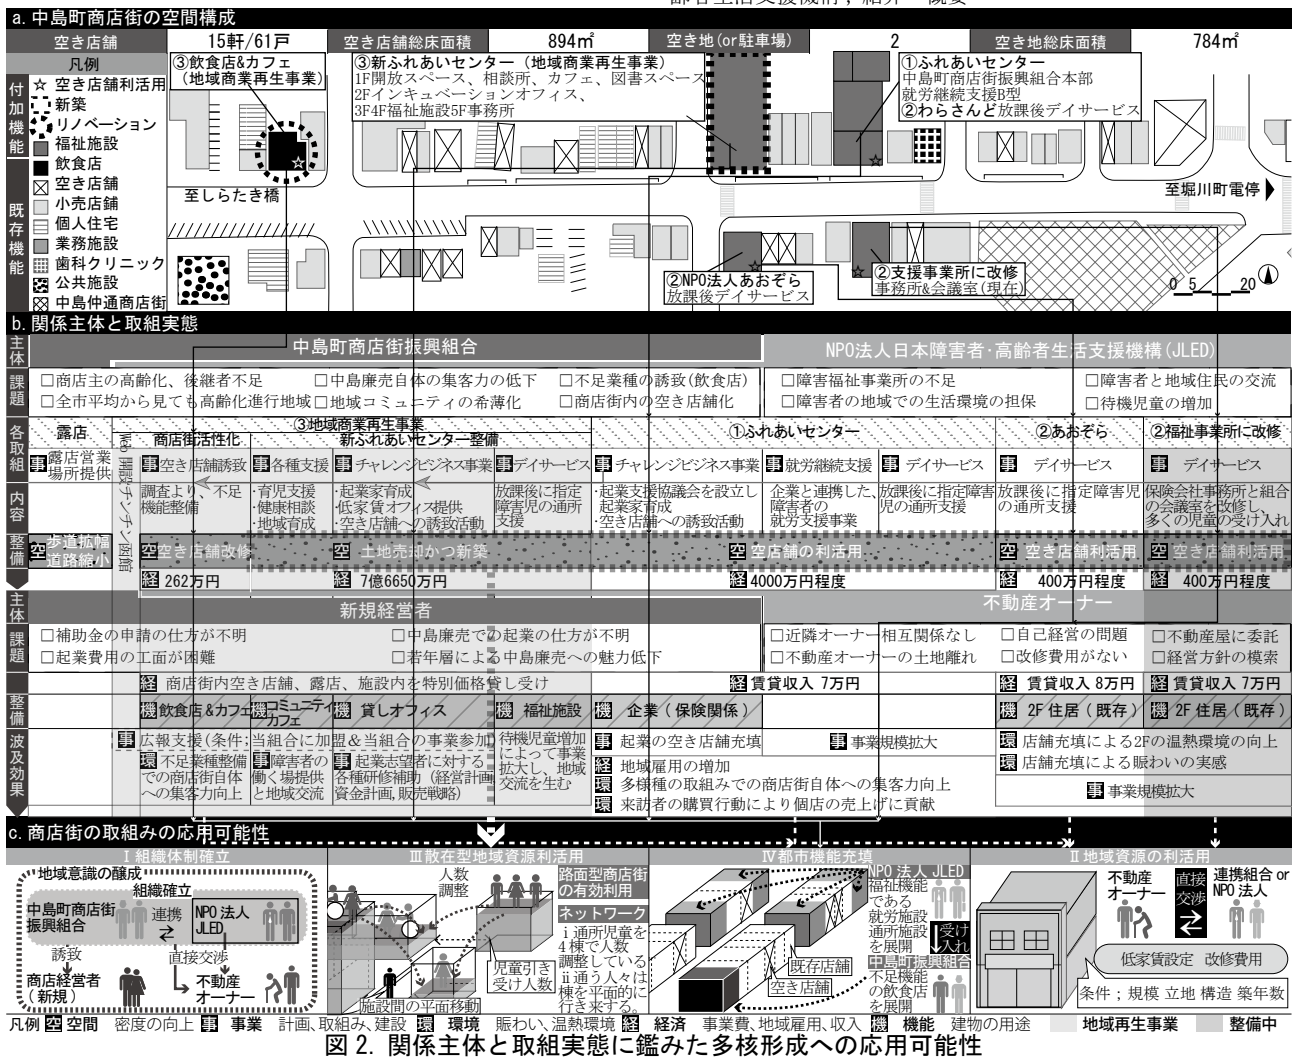 a. 中島町商店街の空間構成
空き店舗 15軒/61戸 空き店舗総床面積 894㎡ 空き地(or駐車場) 2 空き地総床面積 784㎡
凡例
付加機能
☆ 空き店舗利活用
新築
リノベーション
福祉施設
既存機能
飲食店
空き店舗
小売店舗
個人住宅
業務施設
歯科クリニック
公共施設
中島仲通商店街
③飲食店&カフェ
(地域商業再生事業)
③新ふれあいセンター(地域商業再生事業)
1F開放スペース、相談所、カフェ、図書スペース
2Fインキュベーションオフィス、
3F4F福祉施設5F事務所
①ふれあいセンター
中島町商店街振興組合本部
就労継続支援B型
②わらさんど放課後デイサービス
至しらたき橋
至堀川町電停
②NPO法人あおぞら
放課後デイサービス
②支援事業所に改修
事務所&会議室(現在)
0 5 20
b. 関係主体と取組実態
主体 中島町商店街振興組合 NPO法人日本障害者・高齢者生活支援機構(JLED)
課題
□商店主の高齢化、後継者不足 □中島廉売自体の集客力の低下 □不足業種の誘致(飲食店) □障害福祉事業所の不足 □障害者と地域住民の交流
□全市平均から見ても高齢化進行地域 □地域コミュニティの希薄化 □商店街内の空き店舗化 □障害者の地域での生活環境の担保 □待機児童の増加
各取組
露店 ③地域商業再生事業 ①ふれあいセンター ②あおぞら ②福祉事業所に改修
商店街活性化 新ふれあいセンター整備
事 露店営業
場所提供
Web開設チンチン函館
事 空き店舗誘致 事 各種支援 事 チャレンジビジネス事業 事 デイサービス 事 チャレンジビジネス事業 事 就労継続支援 事 デイサービス 事 デイサービス 事 デイサービス
内容
調査より、不足
機能整備
・育児支援
・健康相談
・地域育成
・起業家育成
・低家賃オフィス提供
・空き店舗への誘致活動
放課後に指定
障害児の通所
支援
・起業支援協議会を設立し
起業家育成
・空き店舗への誘致活動
企業と連携した、
障害者の
就労支援事業
放課後に指定障害
児の通所支援
放課後に指定障害児
の通所支援
保険会社事務所と組合
の会議室を改修し、
多くの児童の受け入れ
整備
空 歩道拡幅
道路縮小
空 空き店舗改修 空 土地売却かつ新築 空 空店舗の利活用 空 空き店舗利活用 空 空き店舗利活用
経 262万円 経 7億6650万円 経 4000万円程度 経 400万円程度 経 400万円程度
主体 新規経営者 不動産オーナー
課題
□補助金の申請の仕方が不明 □中島廉売での起業の仕方が不明 □近隣オーナー相互関係なし □自己経営の問題 □不動産屋に委託
□起業費用の工面が困難 □若年層による中島廉売への魅力低下 □不動産オーナーの土地離れ □改修費用がない □経営方針の模索
経 商店街内空き店舗、露店、施設内を特別価格貸し受け 経 賃貸収入 7万円 経 賃貸収入 8万円 経 賃貸収入 7万円
整備
機 飲食店&カフェ 機 コミュニティ
カフェ
機 貸しオフィス 機 福祉施設 機 企業(保険関係) 機 2F 住居(既存) 機 2F 住居(既存)
波及効果
事 広報支援(条件;当組合に加盟&当組合の事業参加)
環 不足業種整備
での商店街自体
への集客力向上
事 障害者の
働く場提供
と地域交流
事 起業志望者に対する
各種研修補助(経営計画
資金計画,販売戦略)
待機児童増加
によって事業
拡大し、地域
交流を生む
事 起業の空き店舗充填
経 地域雇用の増加
環 多様種の取組みでの商店街自体への集客力向上
環 来訪者の購買行動により個店の売上げに貢献
事 事業規模拡大
環 店舗充填による2Fの温熱環境の向上
環 店舗充填による賑わいの実感
事 事業規模拡大
c. 商店街の取組みの応用可能性
Ⅰ組織体制確立
地域意識の醸成
組織確立
中島町商店街
振興組合
連携
NPO 法人
JLED
誘致
直接交渉
商店経営者
(新規)
不動産
オーナー
Ⅲ散在型地域資源利活用
人数
調整
児童引き
受け人数
施設間の平面移動
路面型商店街
の有効利用
ネットワーク
ⅰ通所児童を
4棟で人数
調整している
ⅱ通う人々は
棟を平面的に
行き来する。
Ⅳ都市機能充填
既存店舗
空き店舗
NPO 法人 JLED
福祉機能
である
就労施設
通所施設
を展開
受け
入れ
中島町振興組合
不足機能
の飲食店
を展開
Ⅱ地域資源の利活用
不動産
オーナー
直接
交渉
連携組合 or
NPO 法人
低家賃設定 改修費用
条件;規模 立地 構造 築年数
凡例 空 空間 密度の向上 事 事業 計画、取組み、建設 環 環境 賑わい、温熱環境 経 経済 事業費、地域雇用、収入 機 機能 建物の用途 地域再生事業 整備中
図 2. 関係主体と取組実態に鑑みた多核形成への応用可能性